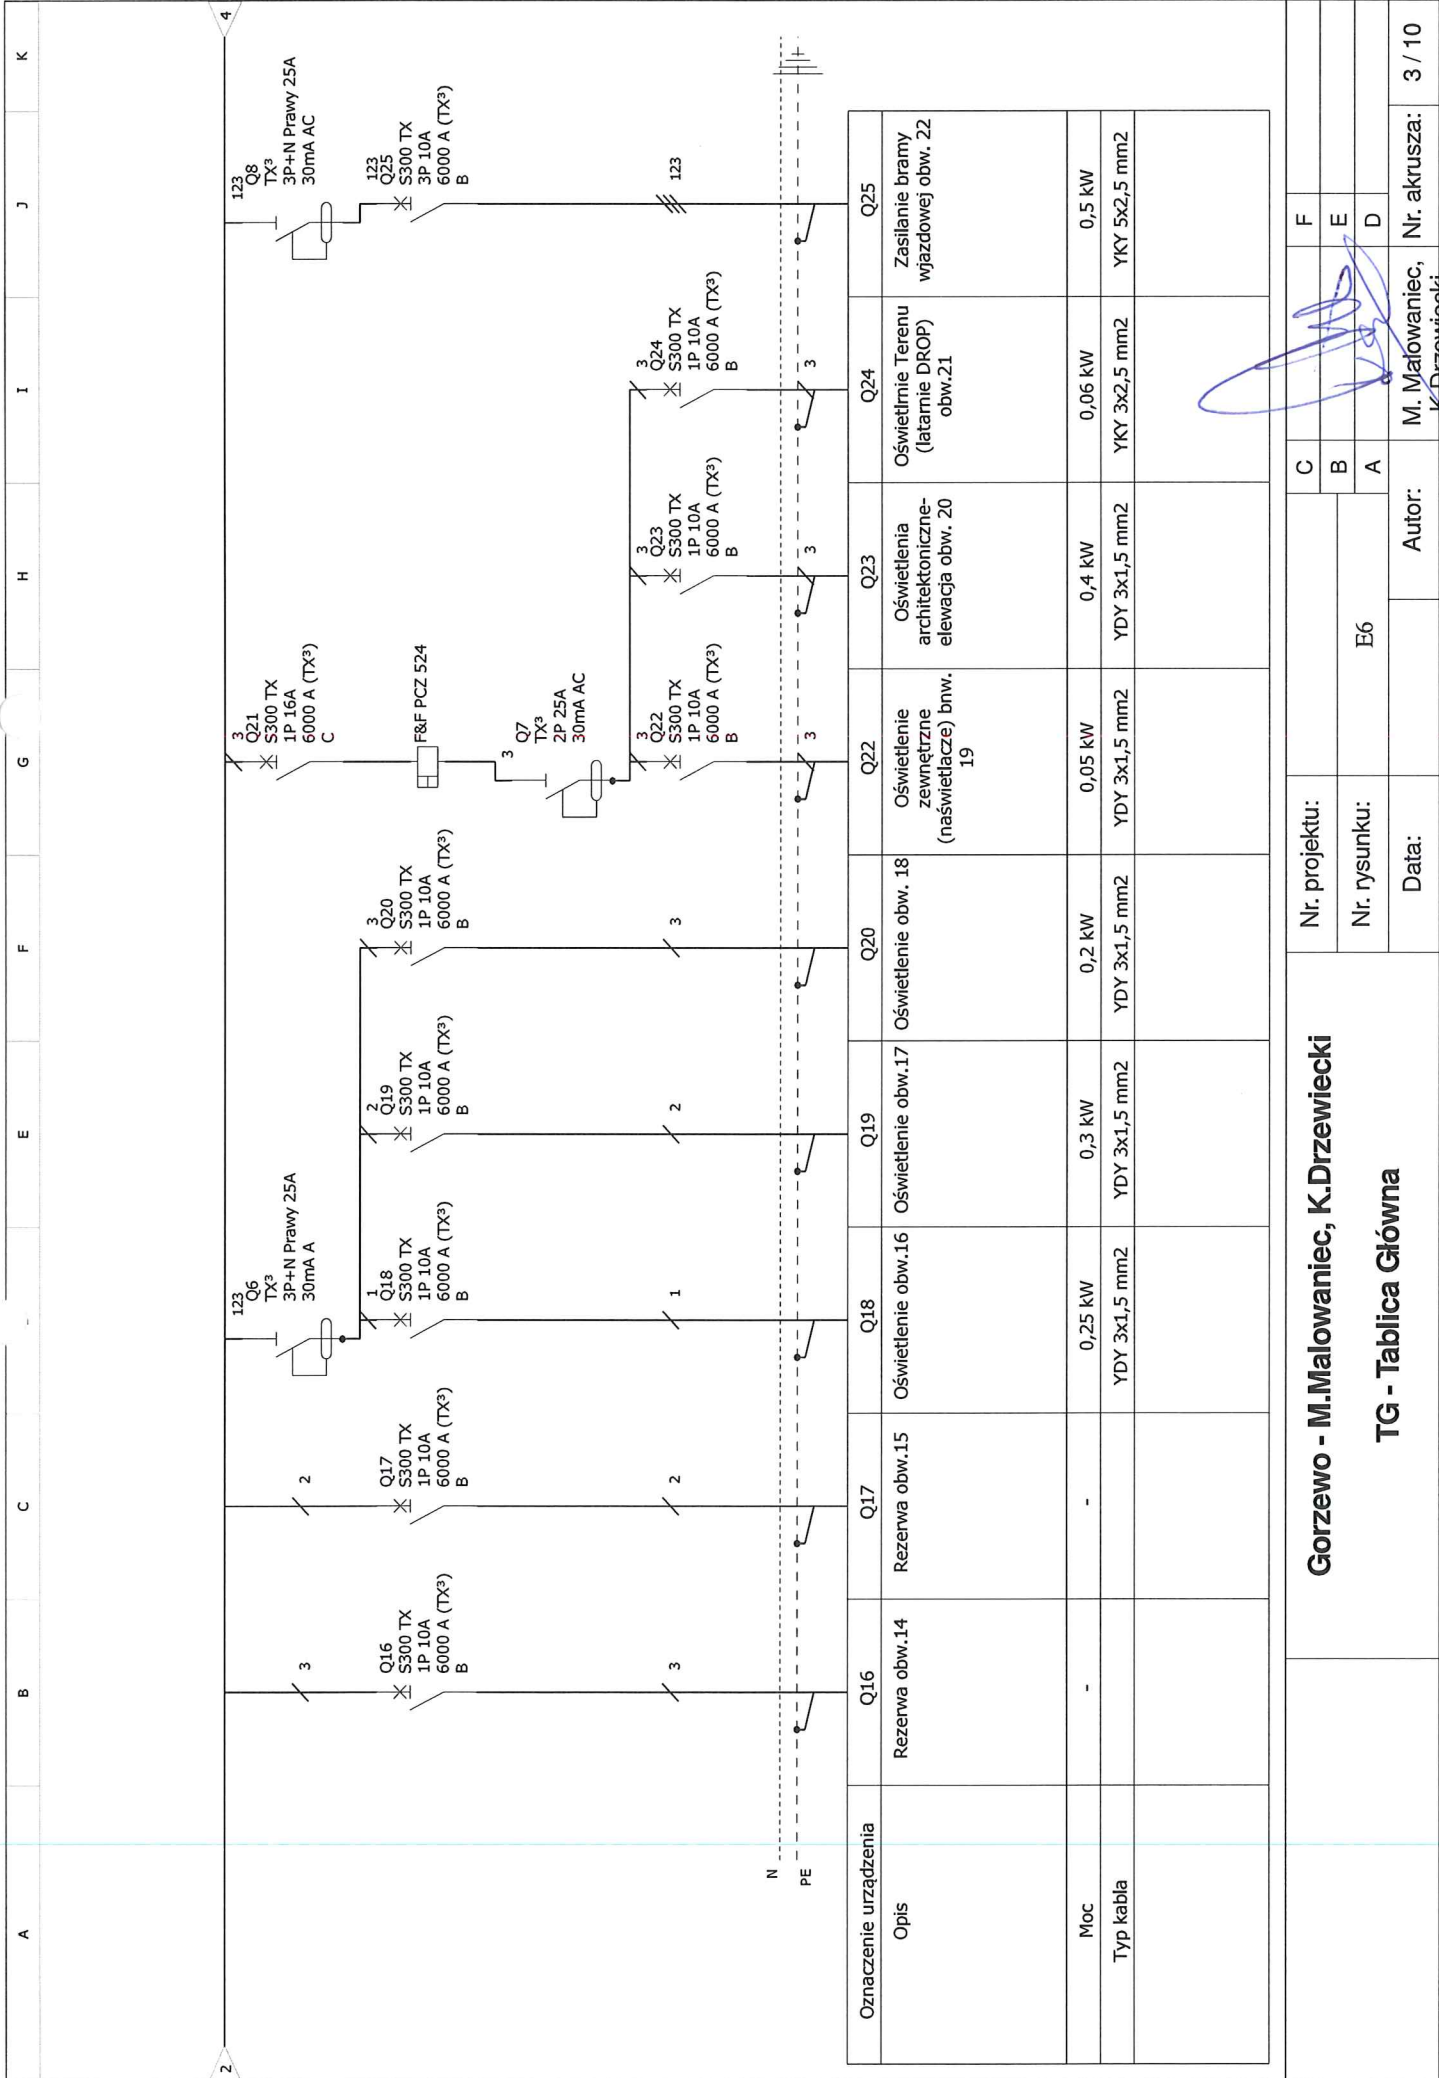 A
B
C
E
F
G
H
I
J
K
2
4
3
Q16
S300 TX
1P 10A
6000 A (TX³)
B
3
2
Q17
S300 TX
1P 10A
6000 A (TX³)
B
2
123
Q6
TX³
3P+N Prawy 25A
30mA A
1
Q18
S300 TX
1P 10A
6000 A (TX³)
B
1
2
Q19
S300 TX
1P 10A
6000 A (TX³)
B
2
3
Q20
S300 TX
1P 10A
6000 A (TX³)
B
3
3
Q21
S300 TX
1P 16A
6000 A (TX³)
C
F&F PCZ 524
3
Q7
TX³
2P 25A
30mA AC
3
Q22
S300 TX
1P 10A
6000 A (TX³)
B
3
3
Q23
S300 TX
1P 10A
6000 A (TX³)
B
3
3
Q24
S300 TX
1P 10A
6000 A (TX³)
B
3
123
Q8
TX³
3P+N Prawy 25A
30mA AC
123
Q25
S300 TX
3P 10A
6000 A (TX³)
B
123
N
PE
Oznaczenie urządzenia Q16 Q17 Q18 Q19 Q20 Q22 Q23 Q24 Q25
Opis
Rezerwa obw.14
Rezerwa obw.15
Oświetlenie obw.16
Oświetlenie obw.17
Oświetlenie obw. 18
Oświetlenie
zewnętrzne
(naświetlacze) bnw.
19
Oświetlenia
architektoniczne-
elewacja obw. 20
Oświetlrnie Terenu
(latarnie DROP)
obw.21
Zasilanie bramy
wjazdowej obw. 22
Moc - - 0,25 kW 0,3 kW 0,2 kW 0,05 kW 0,4 kW 0,06 kW 0,5 kW
Typ kabla YDY 3x1,5 mm2 YDY 3x1,5 mm2 YDY 3x1,5 mm2 YDY 3x1,5 mm2 YDY 3x1,5 mm2 YKY 3x2,5 mm2 YKY 5x2,5 mm2
Gorzewo - M.Malowaniec, K.Drzewiecki
TG - Tablica Główna
Nr. projektu:
Nr. rysunku: E6
Data:
C F
B E
A D
Autor: M. Malowaniec,
K.Drzewiecki
Nr. akrusza: 3 / 10